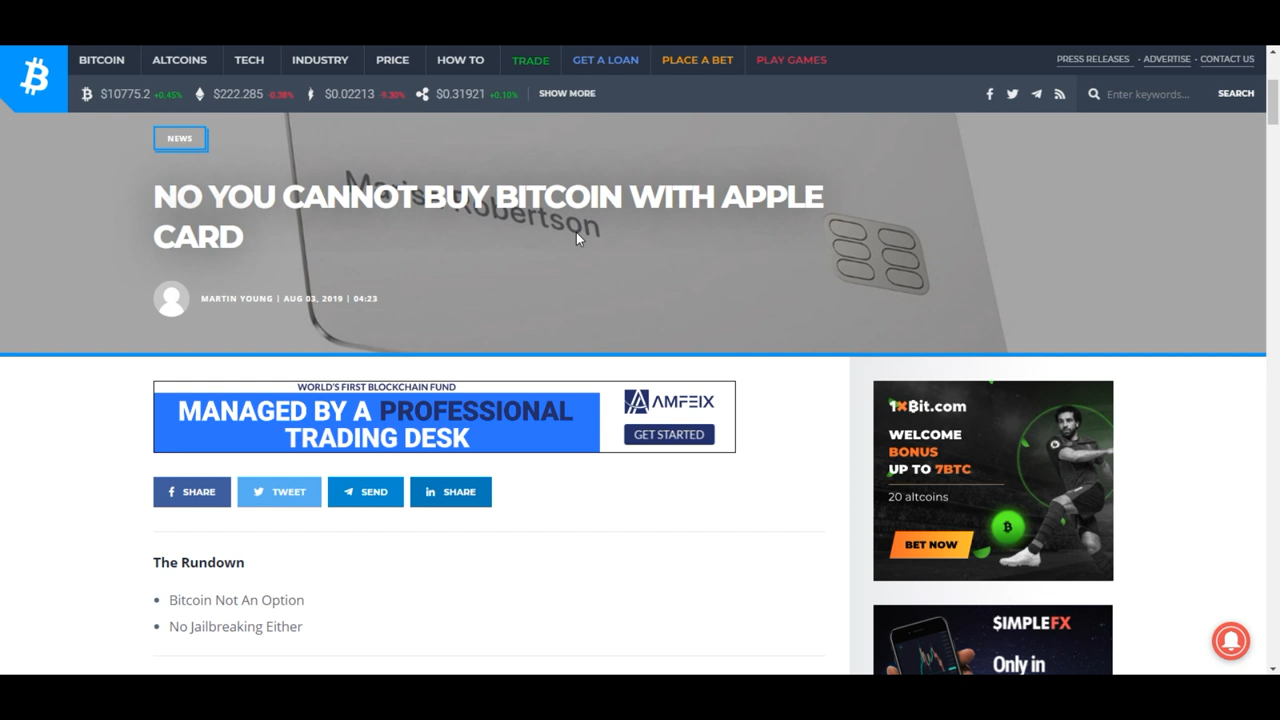 BITCOIN ALTCOINS TECH INDUSTRY PRICE HOW TO TRADE GET A LOAN PLACE A BET PLAY GAMES PRESS RELEASES · ADVERTISE · CONTACT US
$10775.2 +0.45% $222.285 -0.38% $0.02213 -9.30% $0.31921 +0.10% SHOW MORE Enter keywords... SEARCH
NEWS
NO YOU CANNOT BUY BITCOIN WITH APPLE
CARD
Robertson
MARTIN YOUNG | AUG 03, 2019 | 04:23
WORLD'S FIRST BLOCKCHAIN FUND
MANAGED BY A PROFESSIONAL
TRADING DESK
AMFEIX
GET STARTED
1XBit.com
WELCOME
BONUS
UP TO 7BTC
20 altcoins
BET NOW
SHARE TWEET SEND SHARE
The Rundown
• Bitcoin Not An Option
• No Jailbreaking Either
$IMPLEFX
Only in